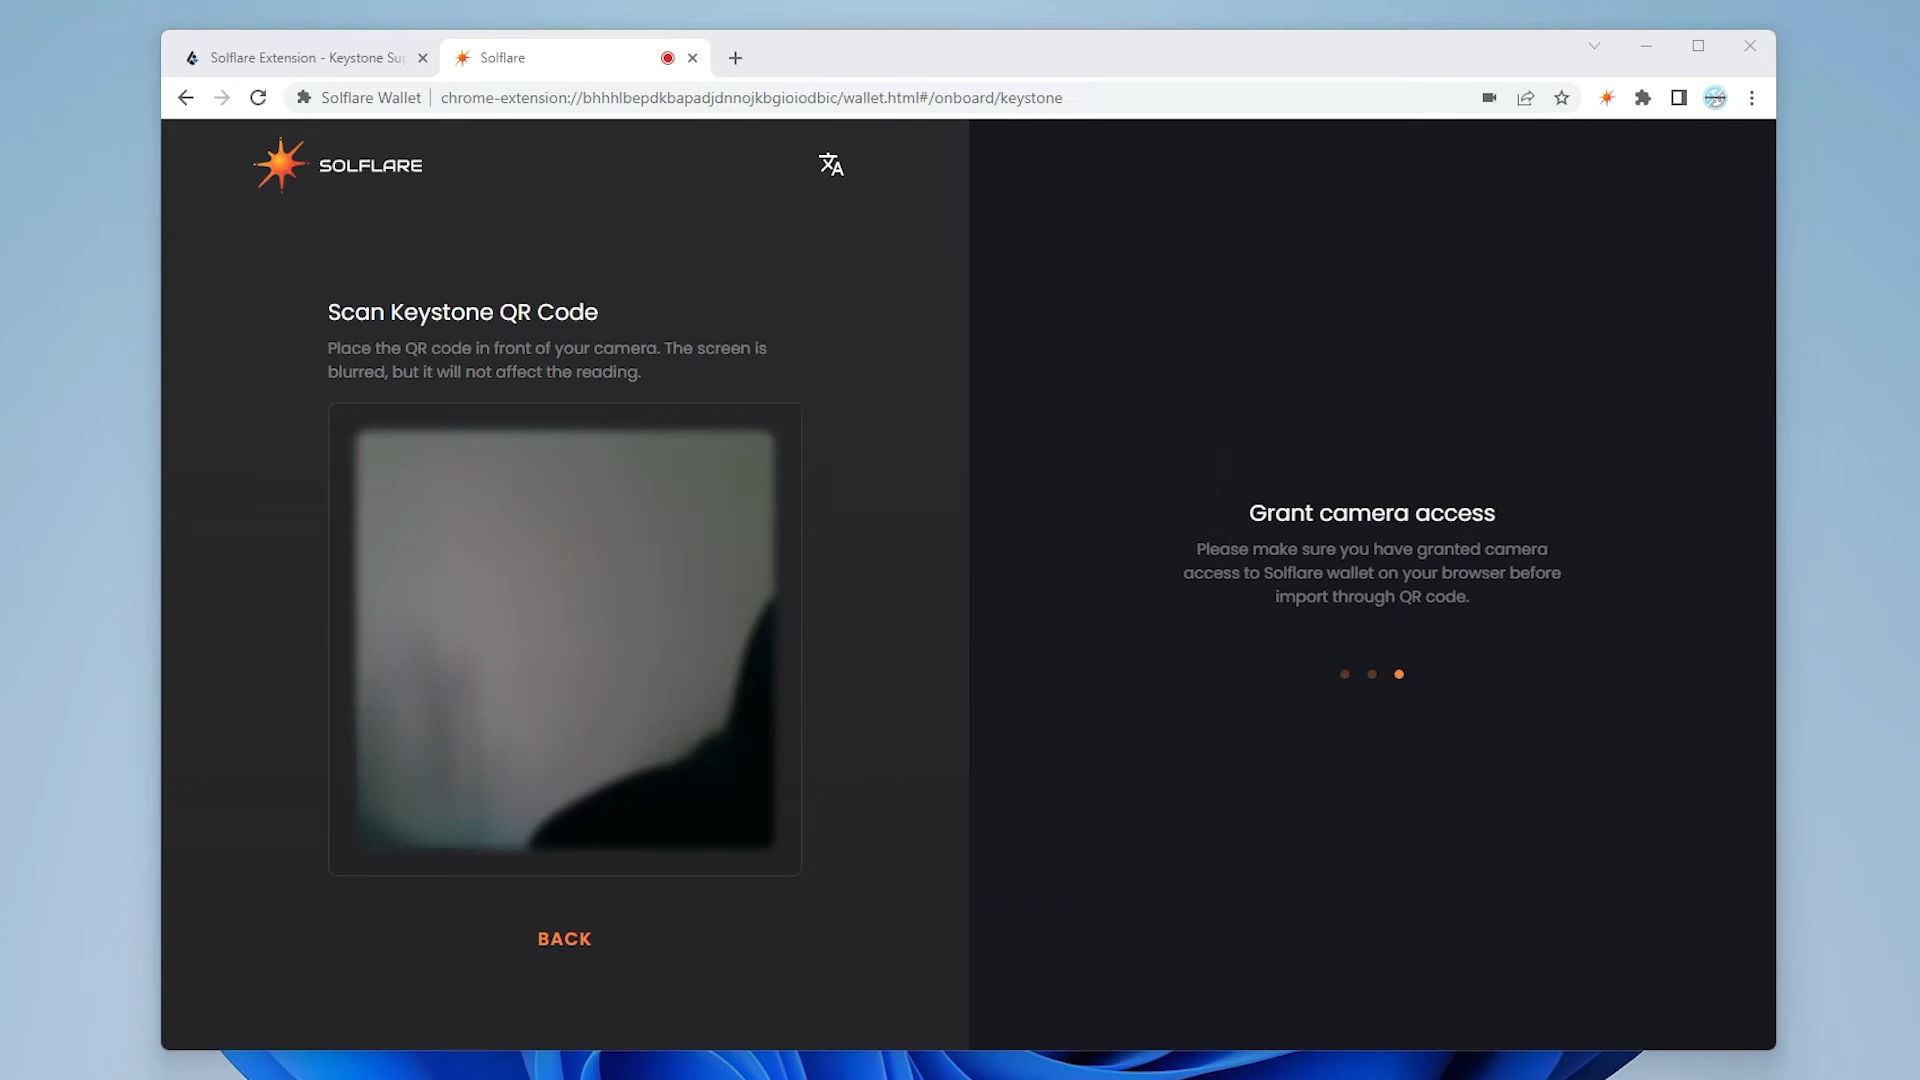 Solflare Extension - Keystone Sup
Solflare
Solflare Wallet
chrome-extension://bhhhlbepdkbapadjdnnojkbgioiodbic/wallet.html#/onboard/keystone
SOLFLARE
Scan Keystone QR Code
Place the QR code in front of your camera. The screen is
blurred, but it will not affect the reading.
BACK
Grant camera access
Please make sure you have granted camera
access to Solflare wallet on your browser before
import through QR code.